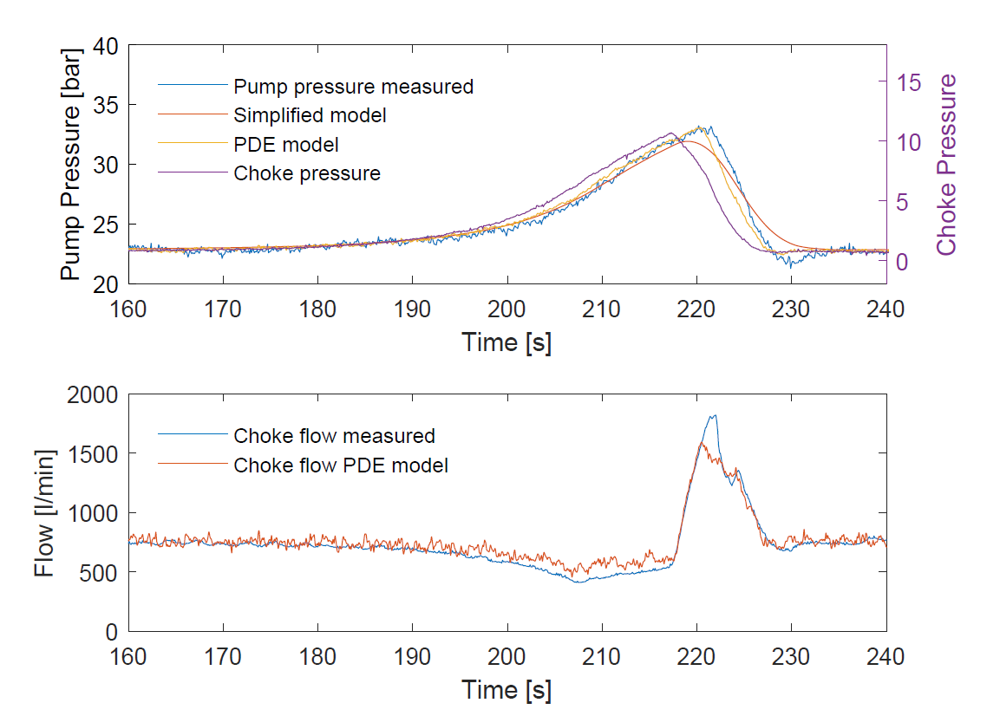 40
35
30
25
20
Pump Pressure [bar]
Pump pressure measured
Simplified model
PDE model
Choke pressure
15
10
5
0
Choke Pressure
160 170 180 190 200 210 220 230 240
Time [s]
2000
1500
1000
500
0
Flow [l/min]
Choke flow measured
Choke flow PDE model
160 170 180 190 200 210 220 230 240
Time [s]